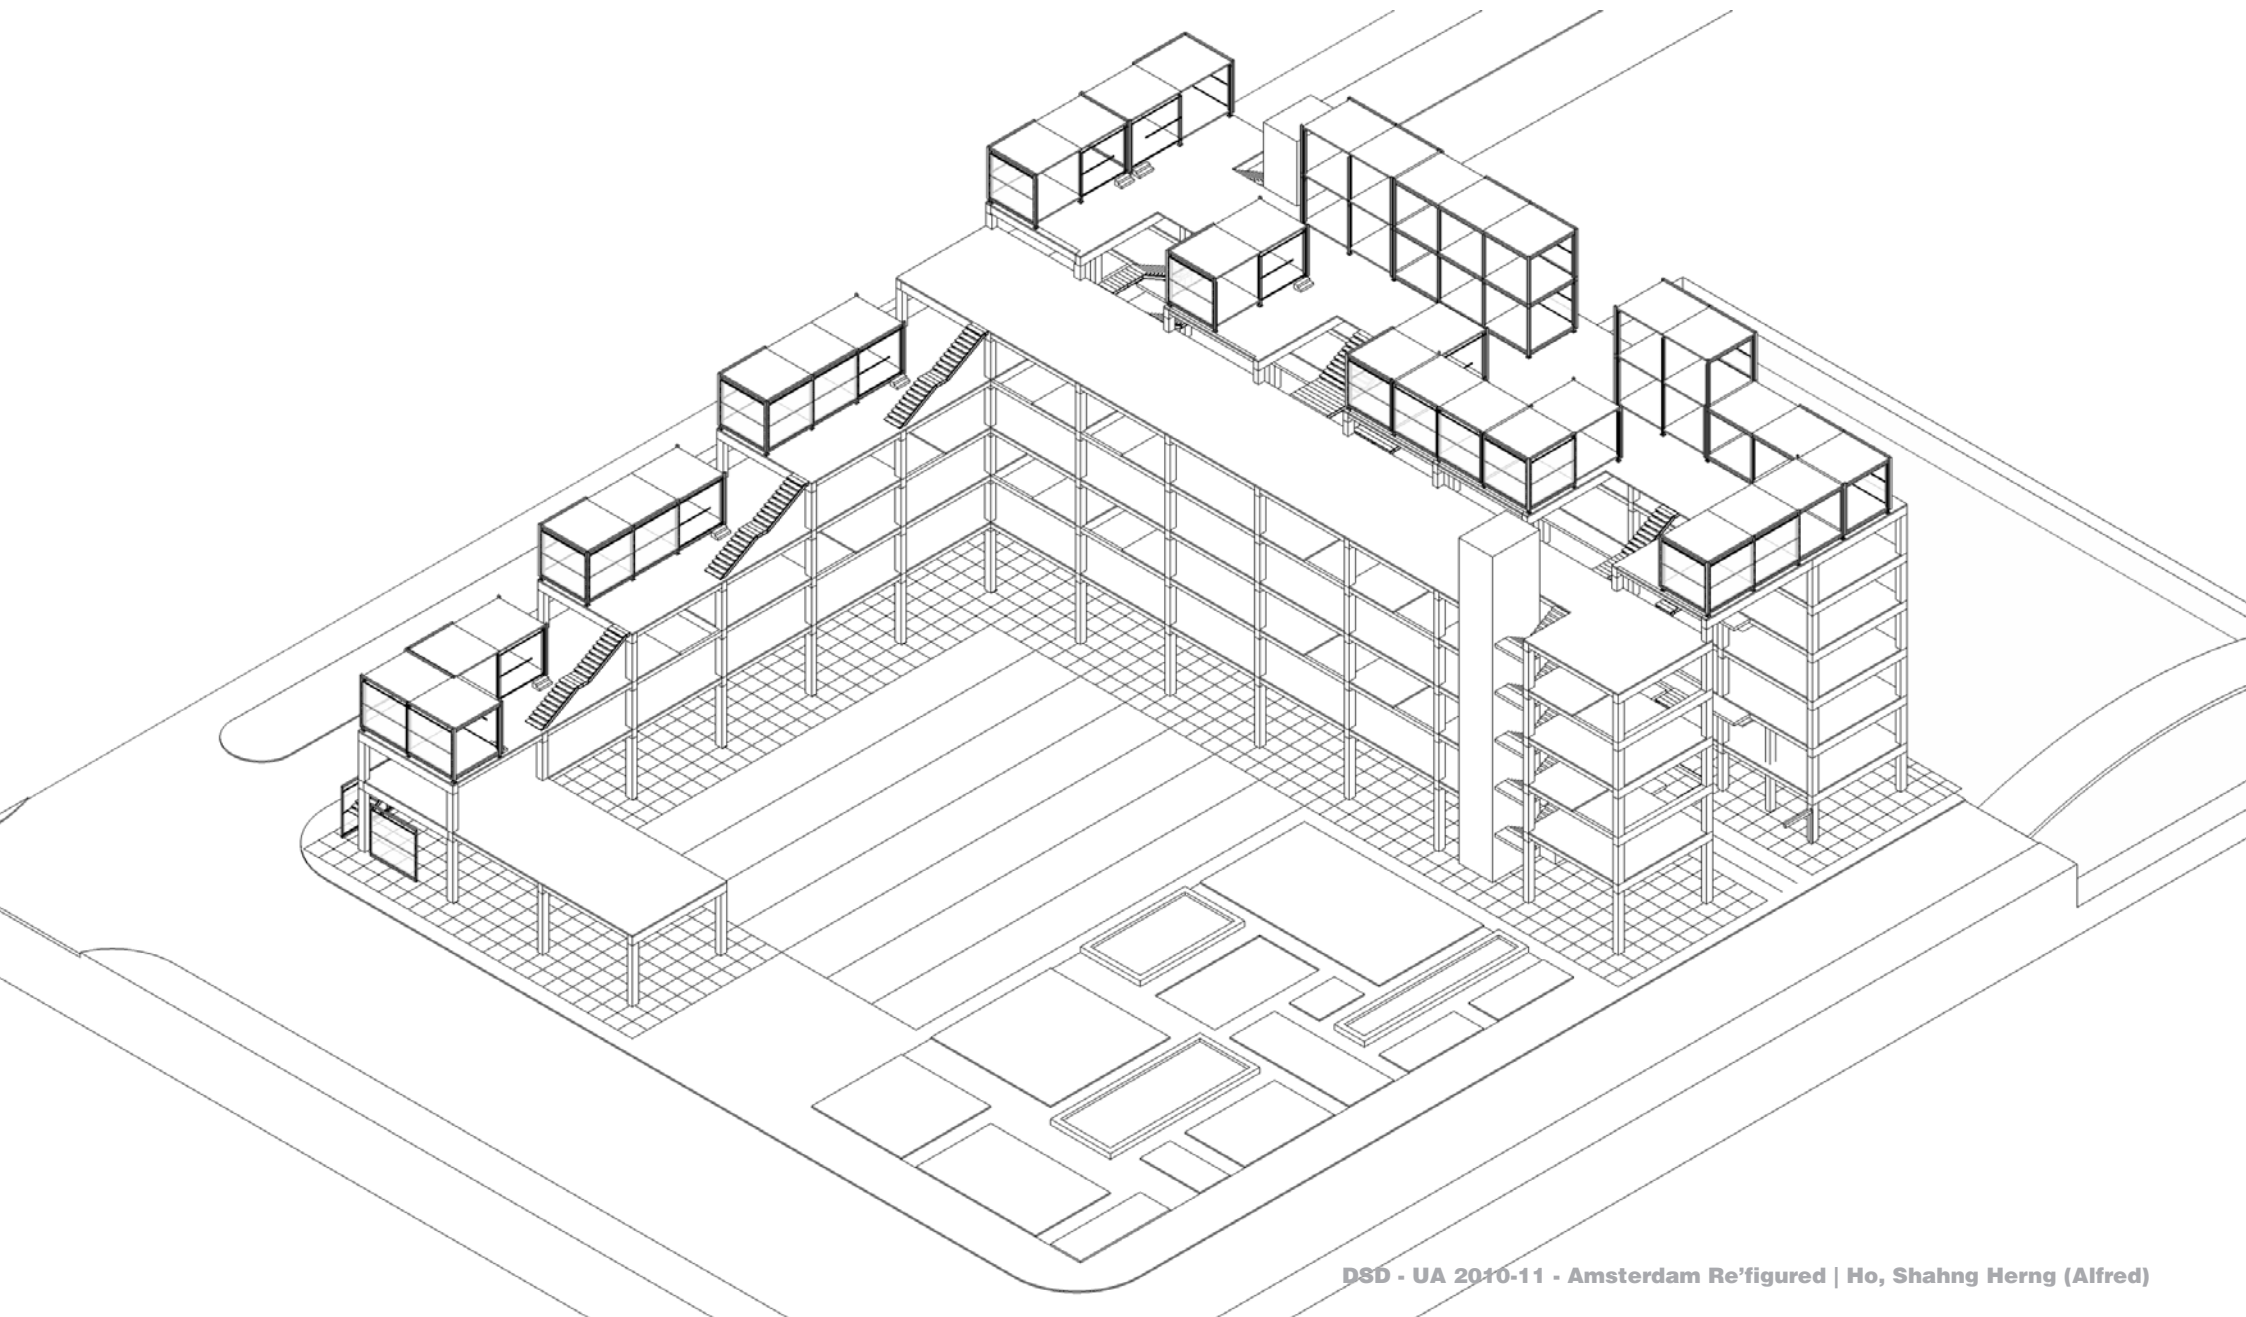 DSD - UA 2010-11 - Amsterdam Re’figured | Ho, Shahng Herng (Alfred)